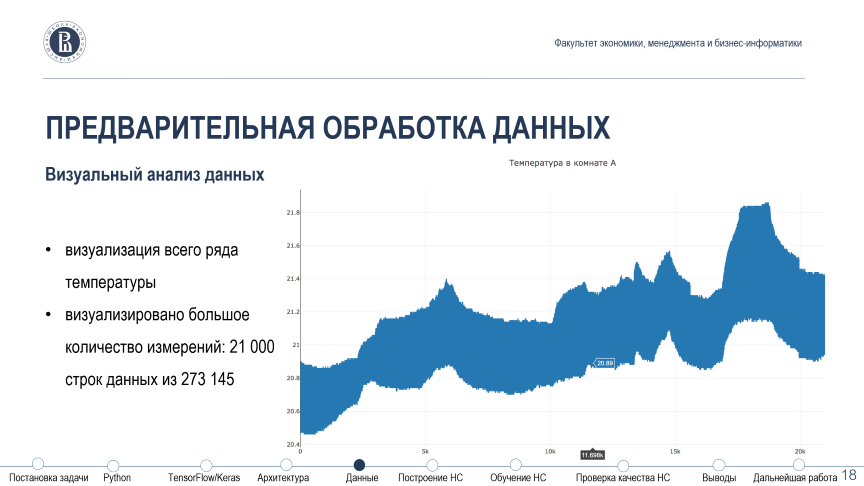 Факультет экономики, менеджмента и бизнес-информатики
ПРЕДВАРИТЕЛЬНАЯ ОБРАБОТКА ДАННЫХ
Визуальный анализ данных
• визуализация всего ряда
температуры
• визуализировано большое
количество измерений: 21 000
строк данных из 273 145
Температура в комнате А
21.8
21.6
21.4
21.2
21
20.8
20.6
20.4
20.89
0
5k
10k
11.698k
15k
20k
Постановка задачи
Python
TensorFlow/Keras
Архитектура
Данные
Построение НС
Обучение НС
Проверка качества НС
Выводы
Дальнейшая работа
18